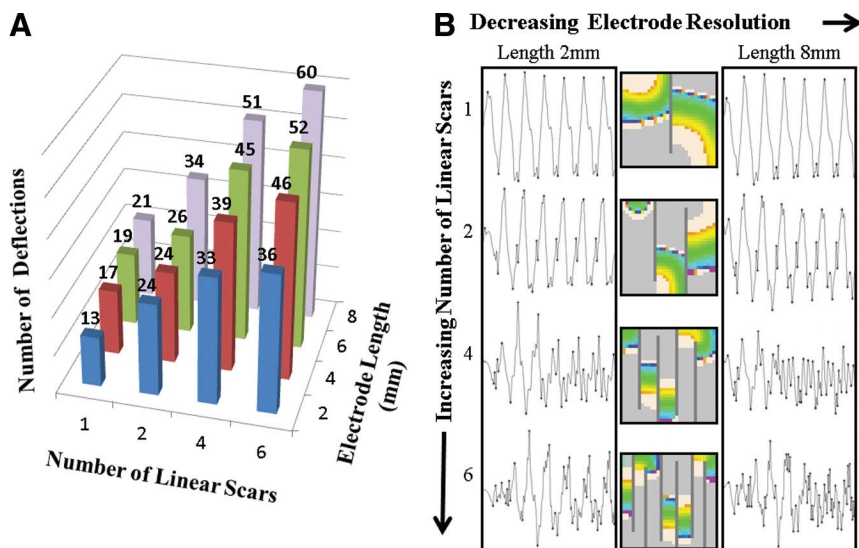 A
Number of Deflections
13
24
33
36
17
24
39
46
19
26
45
52
21
34
51
60
1
2
4
6
Number of Linear Scars
2
4
6
8
Electrode Length
(mm)
B
Decreasing Electrode Resolution
Length 2mm
Length 8mm
Increasing Number of Linear Scars
1
2
4
6